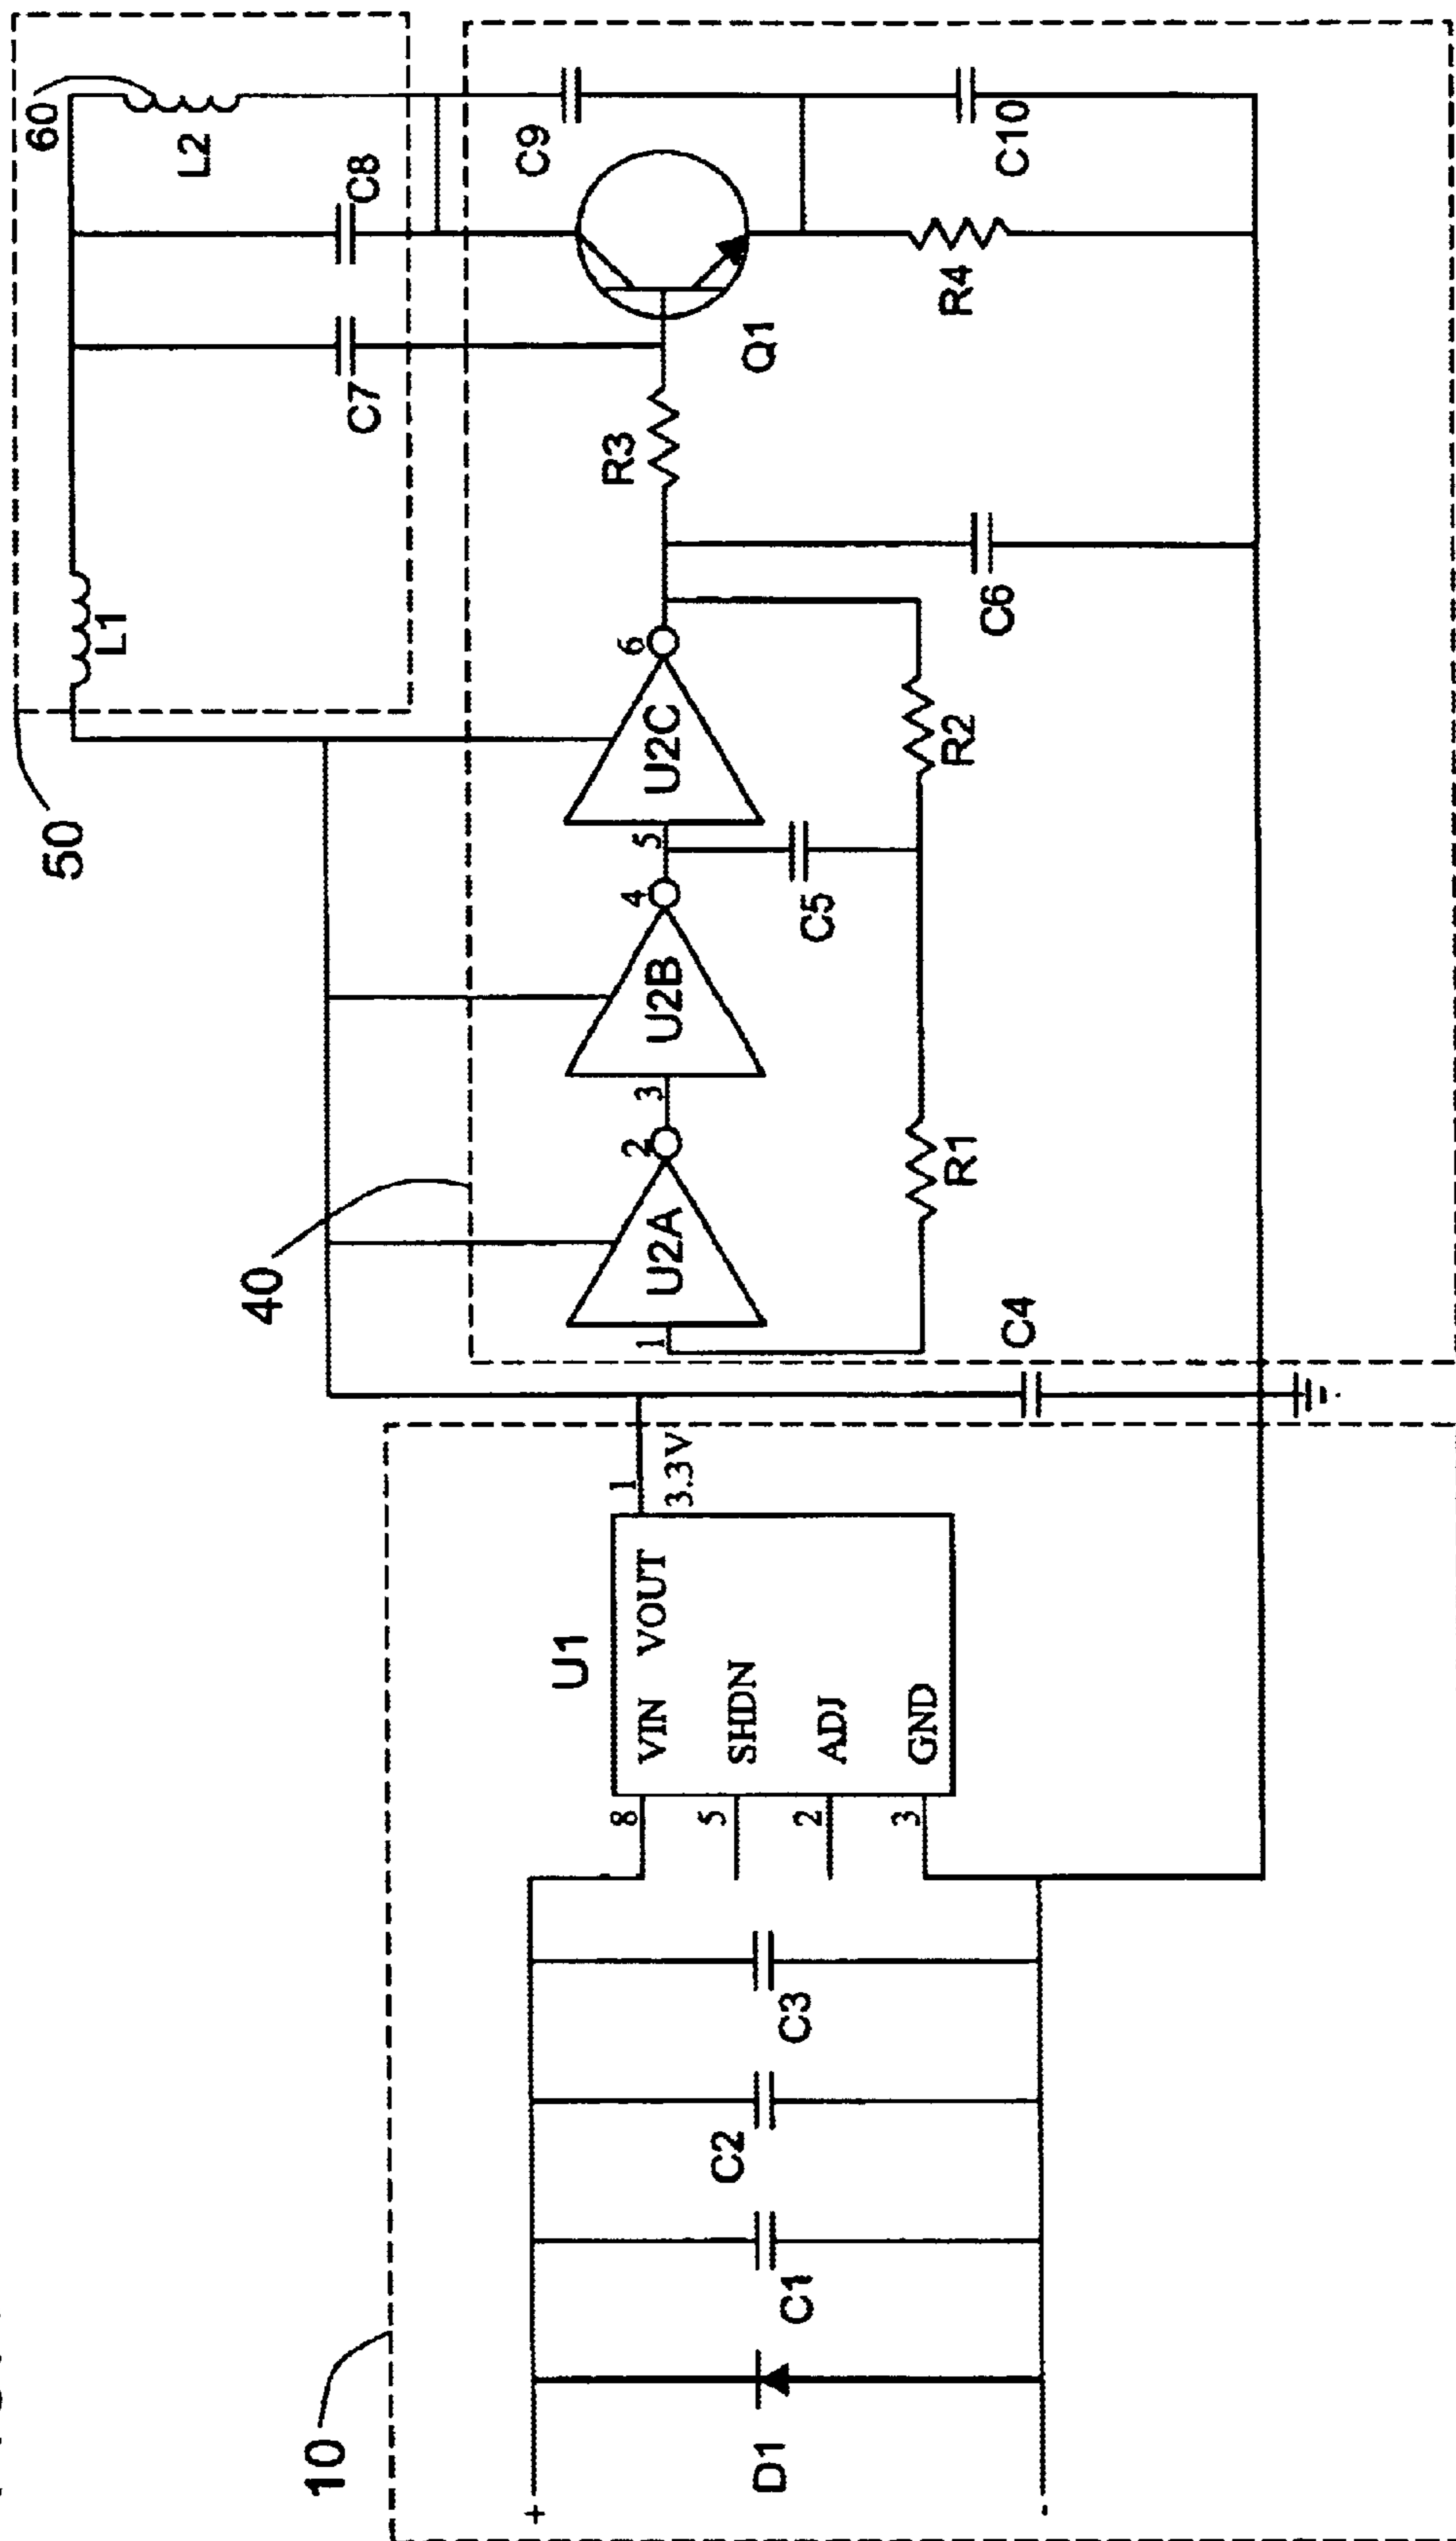 50
60
L1
L2
C7
C8
40
U2A
U2B
U2C
1
2
3
4
5
6
R3
Q1
C9
C5
R1
R2
C6
R4
C10
C4
10
+
-
D1
C1
C2
C3
U1
VIN VOUT
SHDN
ADJ
GND
8
5
2
3
1
3.3V